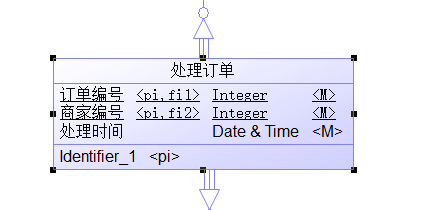 处理订单
订单编号 <pi,fi1> Integer <M>
商家编号 <pi,fi2> Integer <M>
处理时间 Date & Time <M>
Identifier_1 <pi>